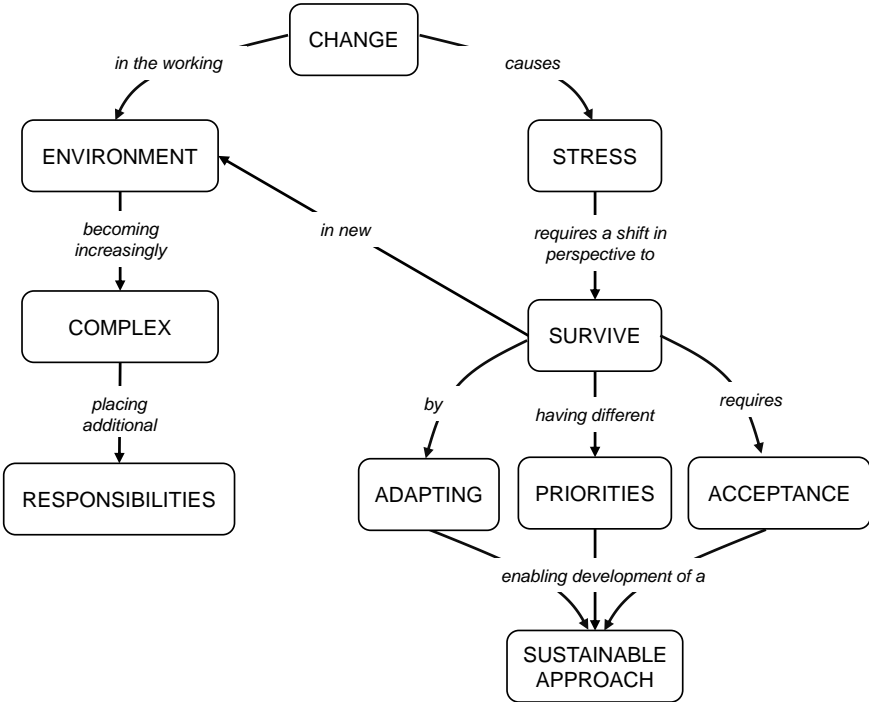 CHANGE
in the working
causes
ENVIRONMENT
STRESS
becoming
increasingly
in new
requires a shift in
perspective to
COMPLEX
SURVIVE
placing
additional
by
having different
requires
RESPONSIBILITIES
ADAPTING
PRIORITIES
ACCEPTANCE
enabling development of a
SUSTAINABLE
APPROACH